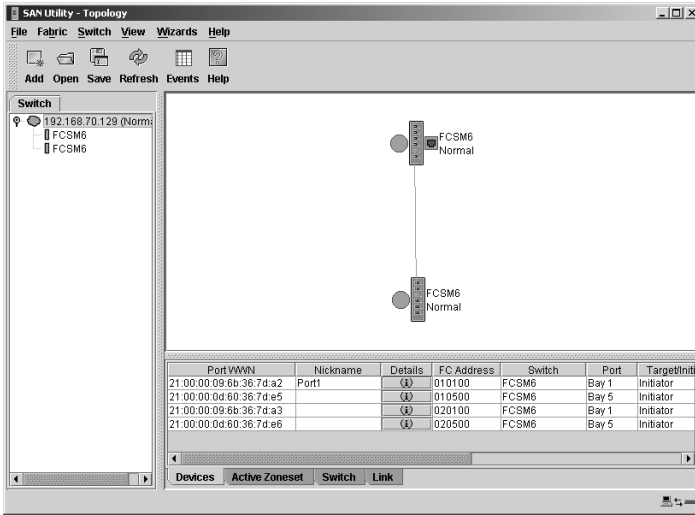 SAN Utility - Topology
File Fabric Switch View Wizards Help
Add Open Save Refresh Events Help
Switch
192.168.70.129 (Norma
FCSM6
FCSM6
FCSM6
Normal
FCSM6
Normal
Port WWN Nickname Details FC Address Switch Port Target/Initi
21:00:00:09:6b:36:7d:a2 Port1 (i) 010100 FCSM6 Bay 1 Initiator
21:00:00:0d:60:36:7d:e5 (i) 010500 FCSM6 Bay 5 Initiator
21:00:00:09:6b:36:7d:a3 (i) 020100 FCSM6 Bay 1 Initiator
21:00:00:0d:60:36:7d:e6 (i) 020500 FCSM6 Bay 5 Initiator
Devices Active Zoneset Switch Link